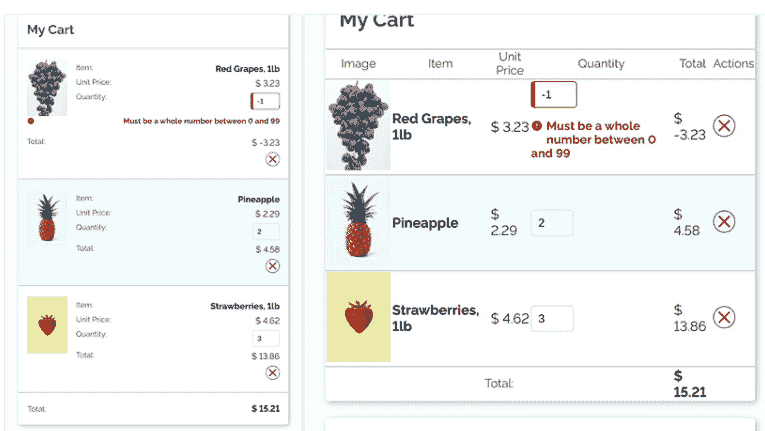 My Cart
Item:
Red Grapes, 1lb
Unit Price:
$ 3.23
Quantity:
-1
Must be a whole number between 0 and 99
Total:
$ -3.23
Item:
Pineapple
Unit Price:
$ 2.29
Quantity:
2
Total:
$ 4.58
Item:
Strawberries, 1lb
Unit Price:
$ 4.62
Quantity:
3
Total:
$ 13.86
Total:
$ 15.21
My Cart
Image Item Unit Price Quantity Total Actions
Red Grapes,
1lb
$ 3.23
-1
Must be a whole
number between 0
and 99
$
-3.23
Pineapple
$
2.29
2
$
4.58
Strawberries,
1lb
$ 4.62
3
$
13.86
Total:
$
15.21